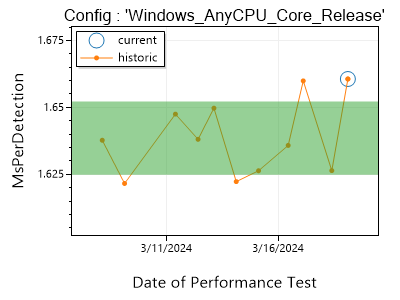 Config : 'Windows_AnyCPU_Core_Release'
current
historic
1.675
1.65
1.625
MsPerDetection
3/11/2024
3/16/2024
Date of Performance Test